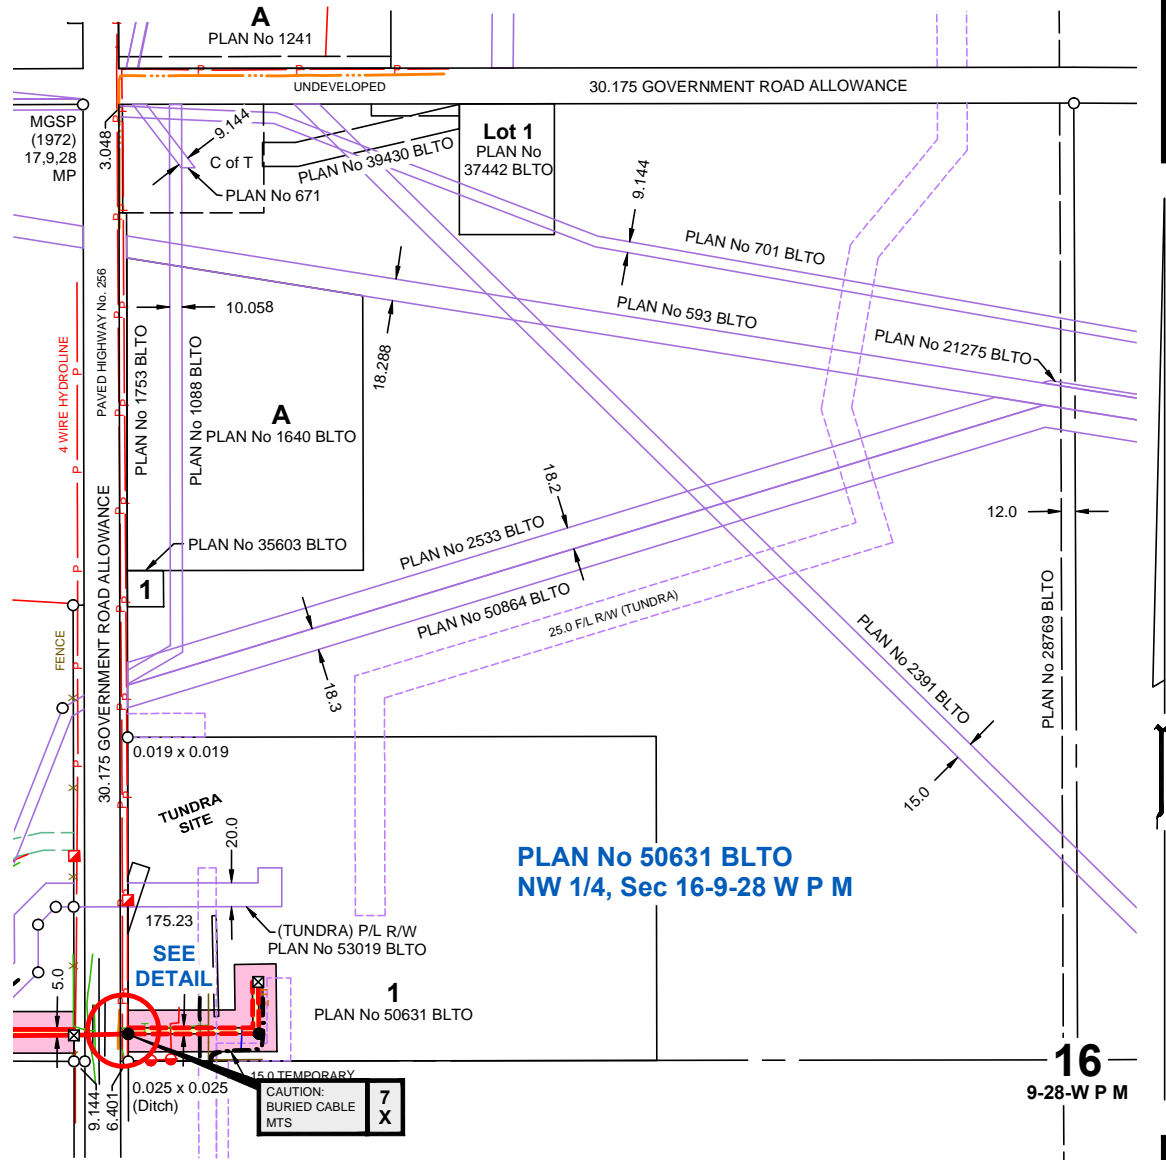 A
PLAN No 1241
UNDEVELOPED
30.175 GOVERNMENT ROAD ALLOWANCE
MGSP
(1972)
17,9,28
MP
3.048
9.144
C of T
PLAN No 671
PLAN No 39430 BLTO
Lot 1
PLAN No
37442 BLTO
9.144
PLAN No 701 BLTO
PLAN No 593 BLTO
PLAN No 21275 BLTO
10.058
18.288
4 WIRE HYDROLINE
PAVED HIGHWAY No. 256
PLAN No 1753 BLTO
PLAN No 1088 BLTO
A
PLAN No 1640 BLTO
18.2
12.0
PLAN No 2533 BLTO
PLAN No 35603 BLTO
1
PLAN No 50864 BLTO
25.0 F/L R/W (TUNDRA)
PLAN No 2391 BLTO
PLAN No 28769 BLTO
FENCE
30.175 GOVERNMENT ROAD ALLOWANCE
18.3
0.019 x 0.019
15.0
TUNDRA
SITE
20.0
PLAN No 50631 BLTO
NW 1/4, Sec 16-9-28 W P M
175.23
(TUNDRA) P/L R/W
PLAN No 53019 BLTO
SEE
DETAIL
5.0
1
PLAN No 50631 BLTO
16
9-28-W P M
15.0 TEMPORARY
9.144
6.401
0.025 x 0.025
(Ditch)
CAUTION:
BURIED CABLE
MTS
7
X
P
P
P
P
P
P
P
P